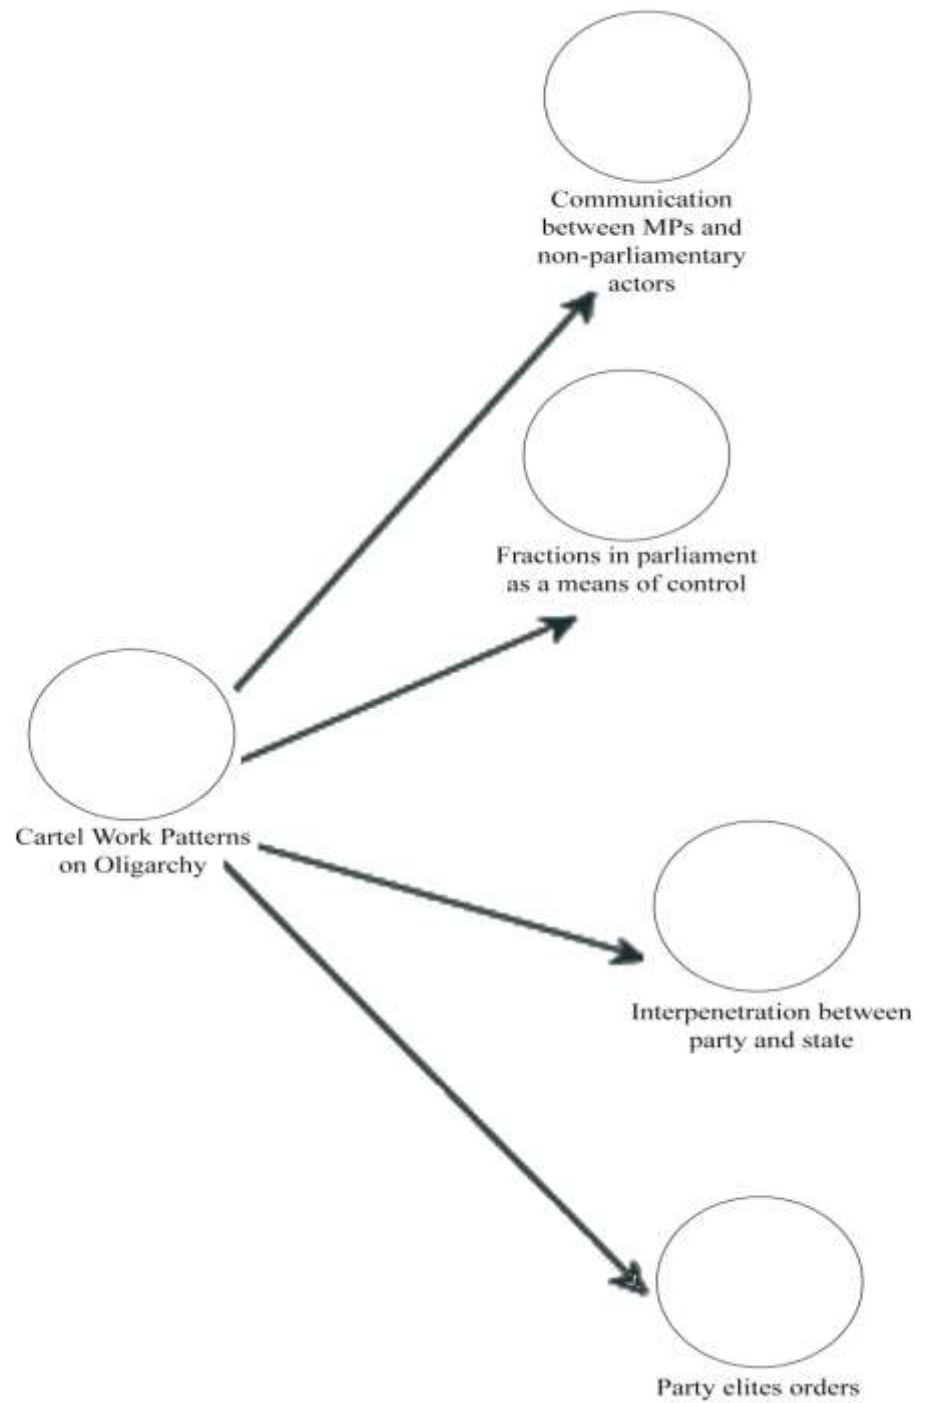 Communication
between MPs and
non-parliamentary
actors
Fractions in parliament
as a means of control
Cartel Work Patterns
on Oligarchy
Interpenetration between
party and state
Party elites orders